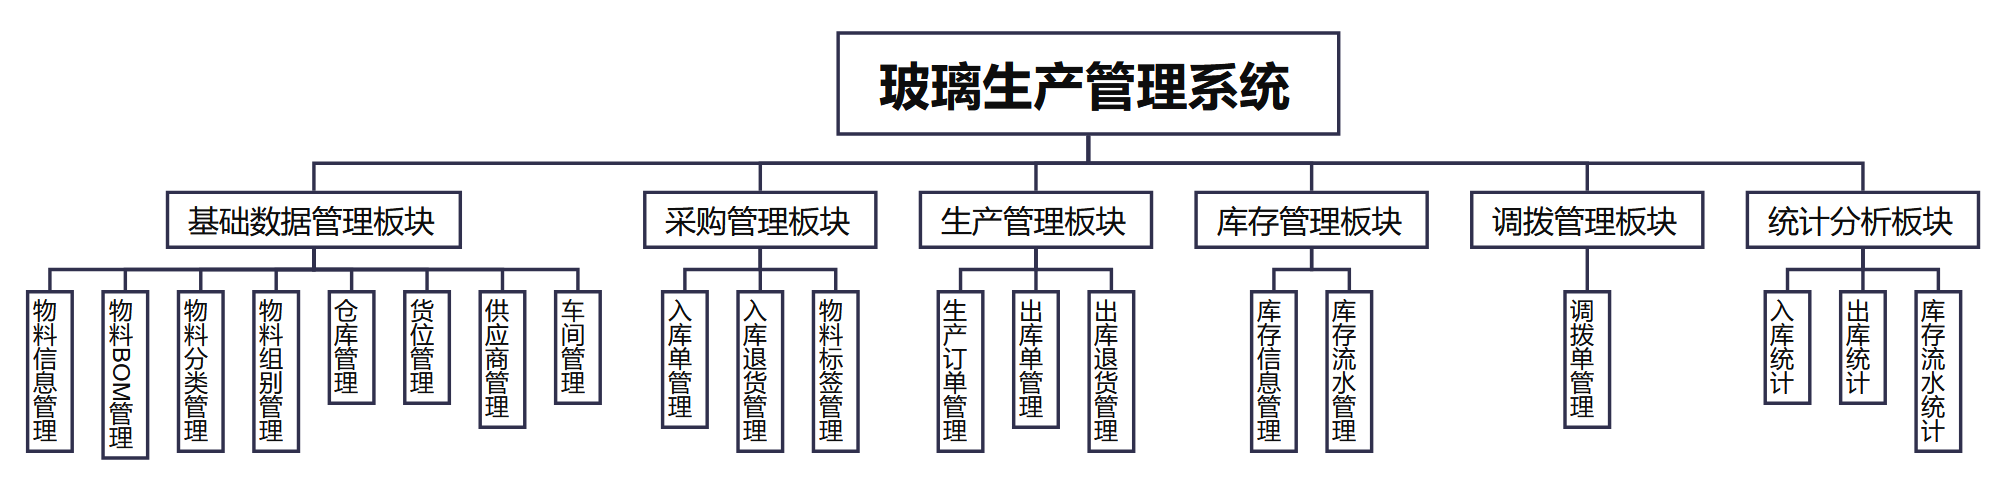 玻璃生产管理系统
基础数据管理板块
采购管理板块
生产管理板块
库存管理板块
调拨管理板块
统计分析板块
物料信息管理
物料BOM管理
物料分类管理
物料组别管理
仓库管理
货位管理
供应商管理
车间管理
入库单管理
入库退货管理
物料标签管理
生产订单管理
出库单管理
出库退货管理
库存信息管理
库存流水管理
调拨单管理
入库统计
出库统计
库存流水统计